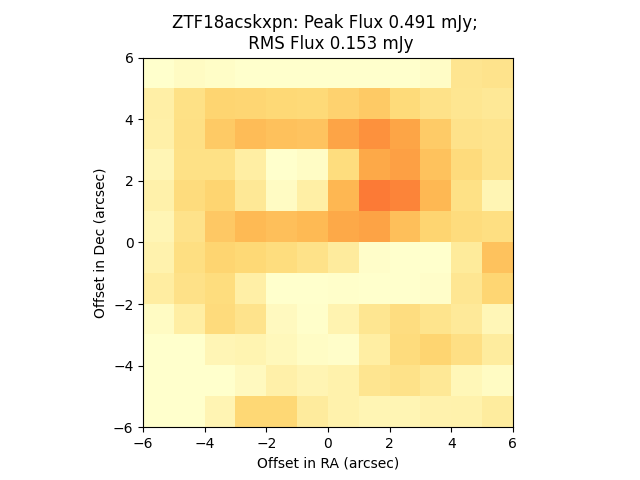 ZTF18acskxpn: Peak Flux 0.491 mJy;
RMS Flux 0.153 mJy
6
4
2
0
−2
−4
−6
Offset in Dec (arcsec)
−6 −4 −2 0 2 4 6
Offset in RA (arcsec)